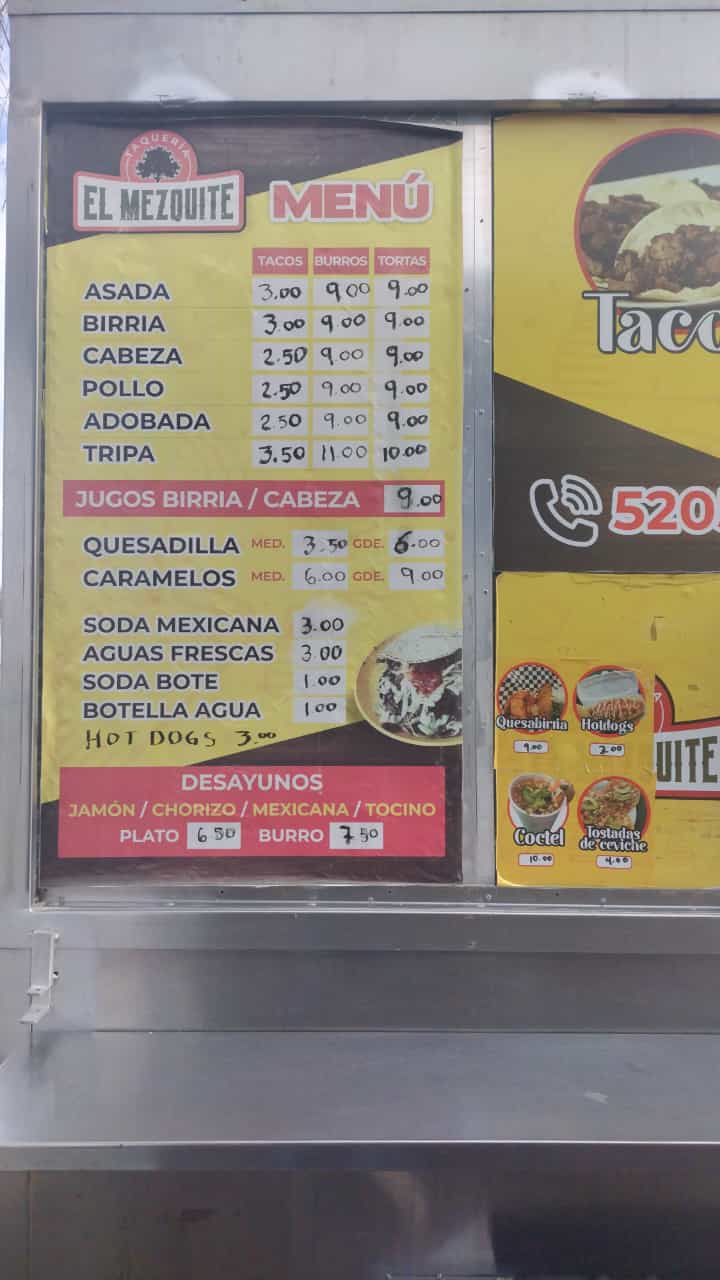 TAQUERÍA
EL MEZQUITE
MENÚ
TACOS BURROS TORTAS
ASADA 3.00 9.00 9.00
BIRRIA 3.00 9.00 9.00
CABEZA 2.50 9.00 9.00
POLLO 2.50 9.00 9.00
ADOBADA 2.50 9.00 9.00
TRIPA 3.50 11.00 10.00
JUGOS BIRRIA / CABEZA 9.00
QUESADILLA MED. 3.50 GDE. 6.00
CARAMELOS MED. 6.00 GDE. 9.00
SODA MEXICANA 3.00
AGUAS FRESCAS 3.00
SODA BOTE 1.00
BOTELLA AGUA 1.00
HOT DOGS 3.00
DESAYUNOS
JAMÓN / CHORIZO / MEXICANA / TOCINO
PLATO 6.50 BURRO 7.50
Taco
520
Quesabirria Hotdogs
9.00
UITE
Coctel Tostadas
de ceviche
10.00 4.00